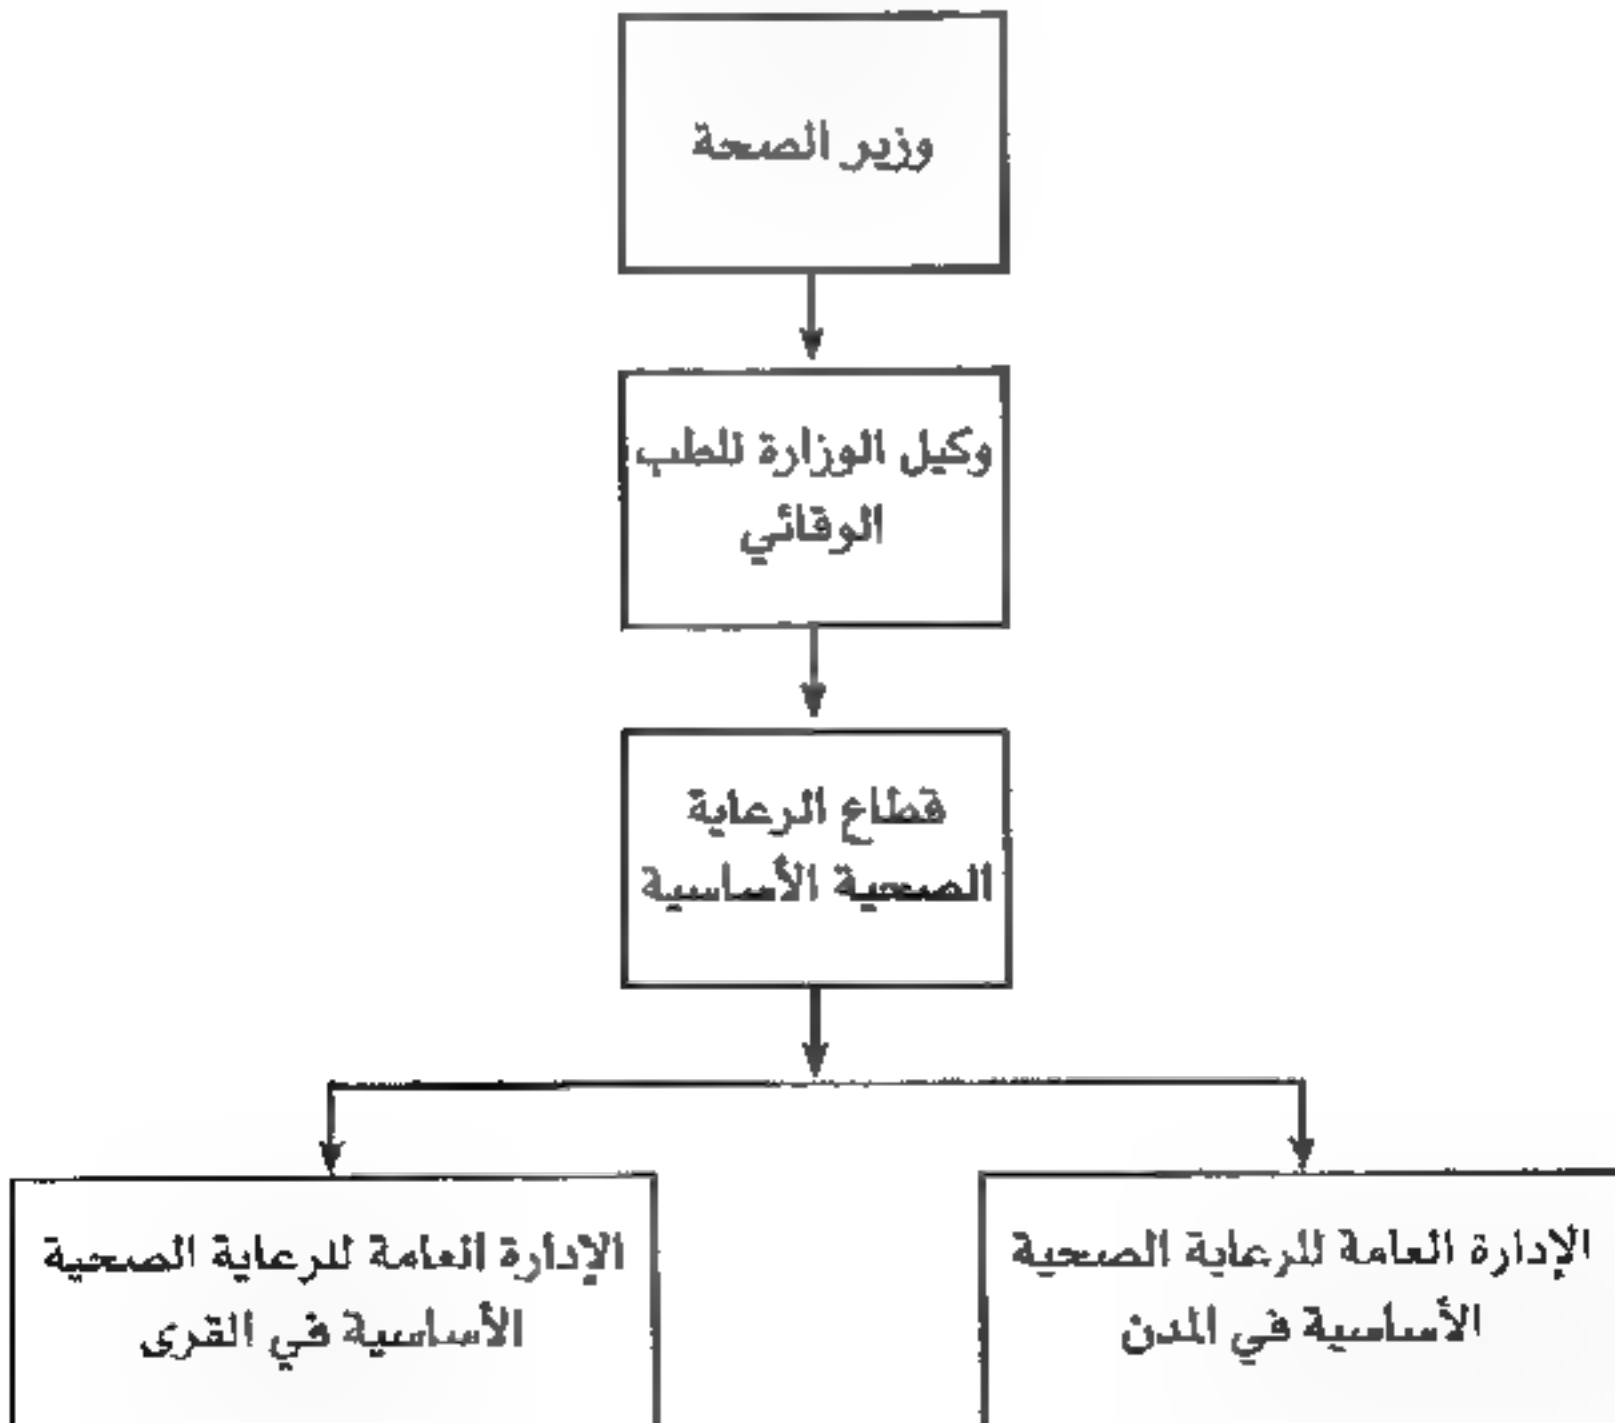 وزير الصحة
وكيل الوزارة للطب
الوقائي
قطاع الرعاية
الصحية الأساسية
الإدارة العامة للرعاية الصحية
الأساسية في المدن
الإدارة العامة للرعاية الصحية
الأساسية في القرى